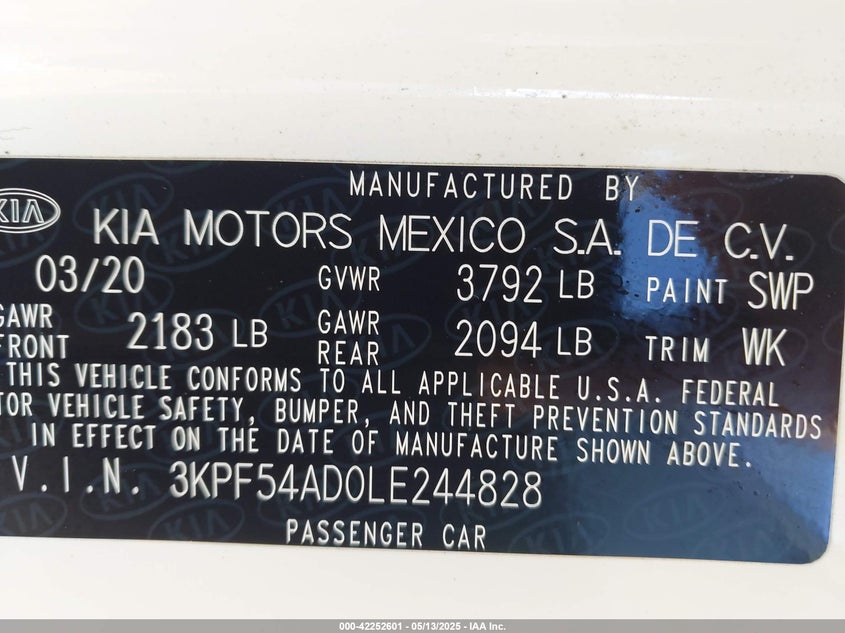 MANUFACTURED BY
KIA KIA MOTORS MEXICO S.A. DE C.V.
03/20 GVWR 3792 LB PAINT SWP
GAWR FRONT 2183 LB GAWR REAR 2094 LB TRIM WK
THIS VEHICLE CONFORMS TO ALL APPLICABLE U.S.A. FEDERAL
TOR VEHICLE SAFETY, BUMPER, AND THEFT PREVENTION STANDARDS
IN EFFECT ON THE DATE OF MANUFACTURE SHOWN ABOVE.
V.I.N. 3KPF54AD0LE244828
PASSENGER CAR
000-42252601 - 05/13/2025 - IAA Inc.